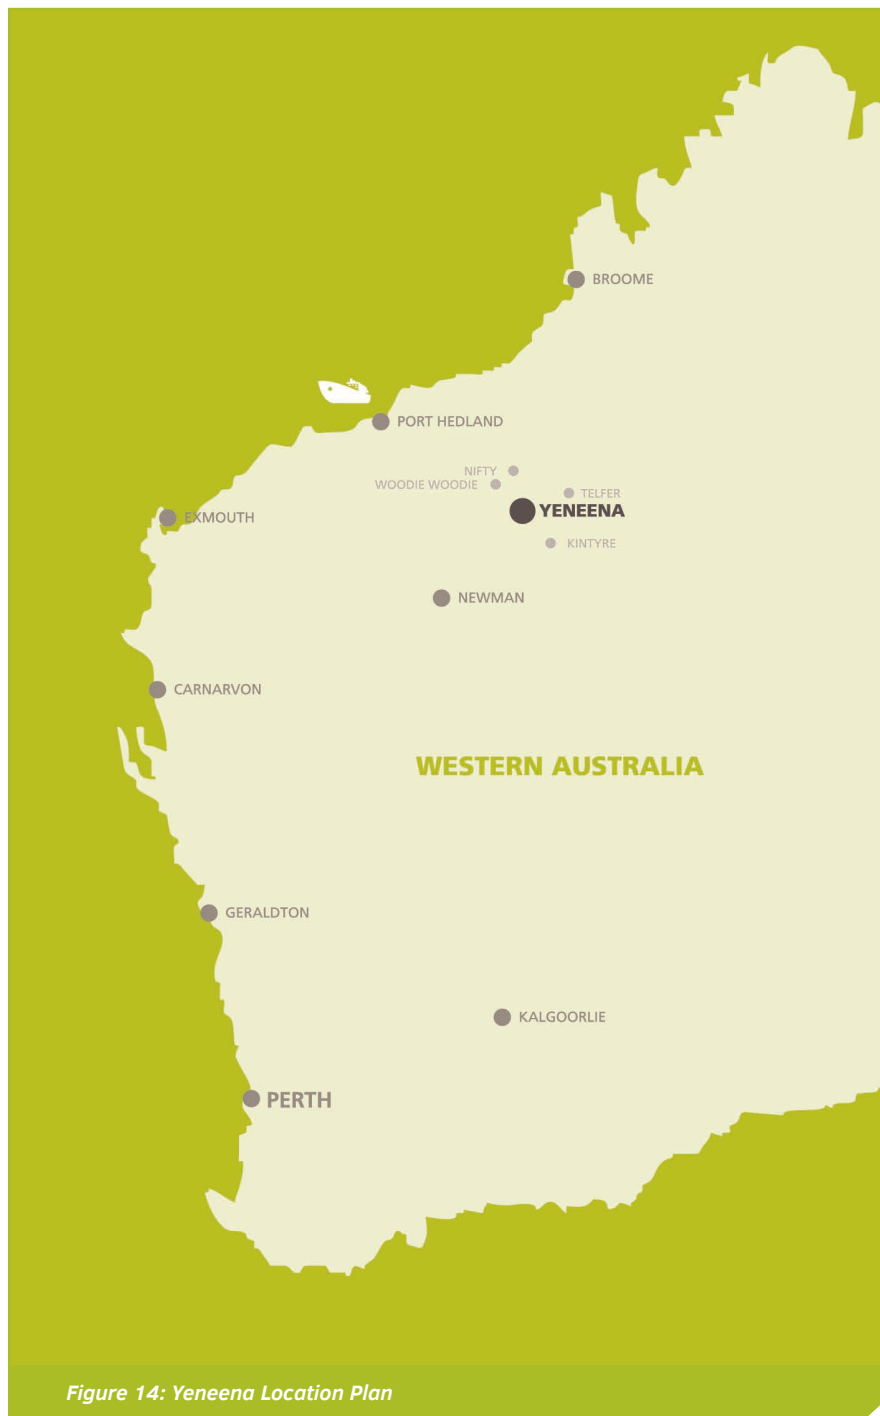 BROOME
PORT HEDLAND
NIFTY
WOODIE WOODIE
TELFER
YENEENA
EXMOUTH
KINTYRE
NEWMAN
CARNARVON
WESTERN AUSTRALIA
GERALDTON
KALGOORLIE
PERTH
Figure 14: Yeneena Location Plan